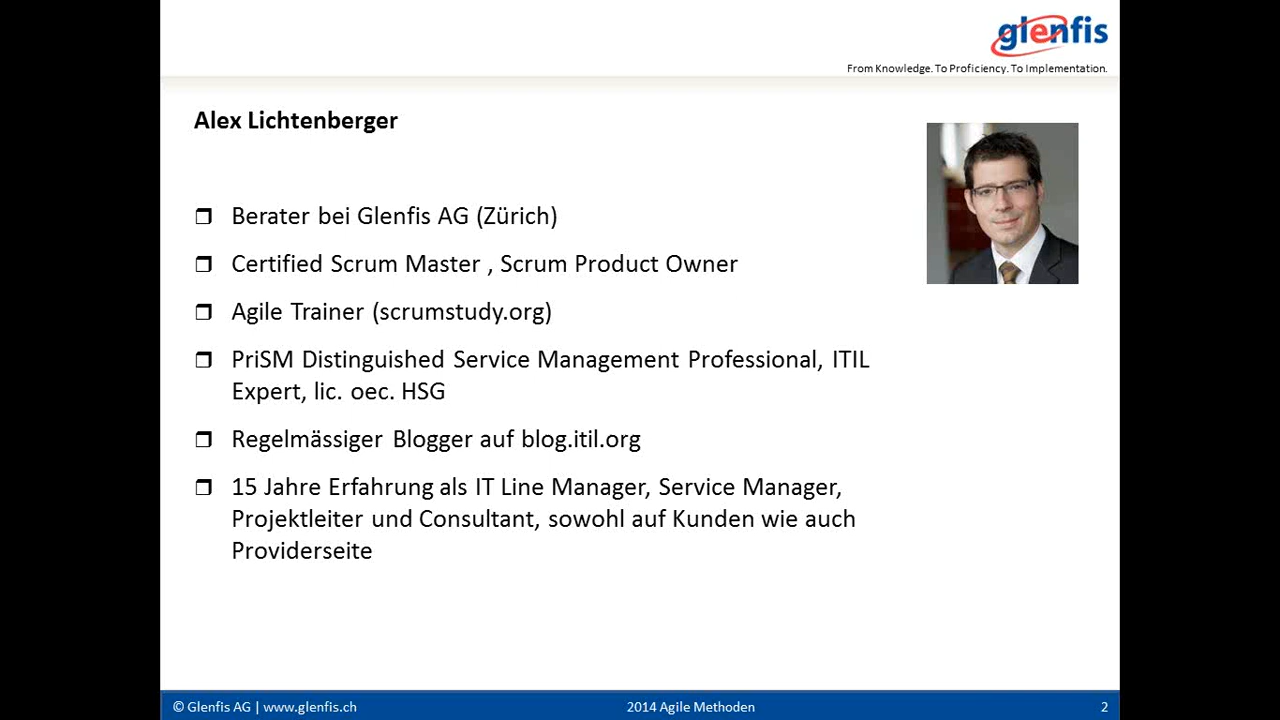 glenfis
From Knowledge. To Proficiency. To Implementation.
Alex Lichtenberger
Berater bei Glenfis AG (Zürich)
Certified Scrum Master , Scrum Product Owner
Agile Trainer (scrumstudy.org)
PriSM Distinguished Service Management Professional, ITIL
Expert, lic. oec. HSG
Regelmässiger Blogger auf blog.itil.org
15 Jahre Erfahrung als IT Line Manager, Service Manager,
Projektleiter und Consultant, sowohl auf Kunden wie auch
Providerseite
© Glenfis AG | www.glenfis.ch 2014 Agile Methoden 2